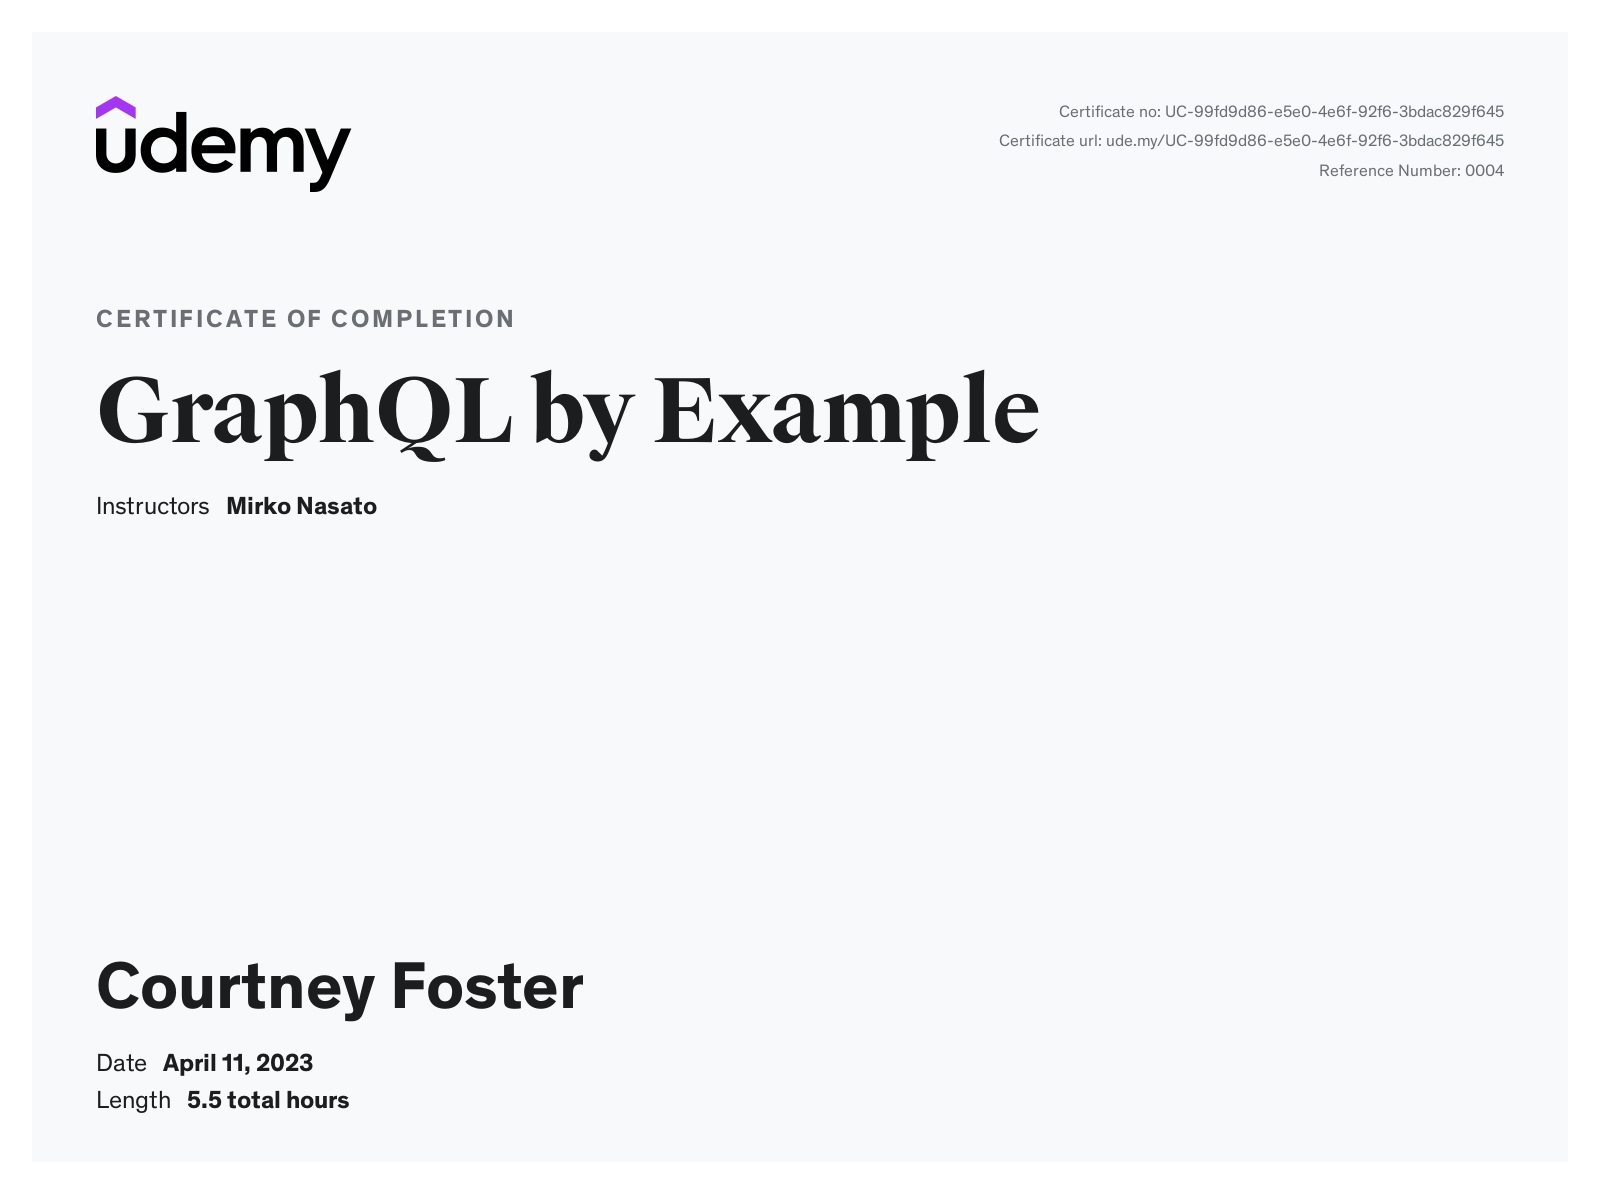 udemy
Certificate no: UC-99fd9d86-e5e0-4e6f-92f6-3bdac829f645
Certificate url: ude.my/UC-99fd9d86-e5e0-4e6f-92f6-3bdac829f645
Reference Number: 0004
CERTIFICATE OF COMPLETION
GraphQL by Example
Instructors Mirko Nasato
Courtney Foster
Date April 11, 2023
Length 5.5 total hours